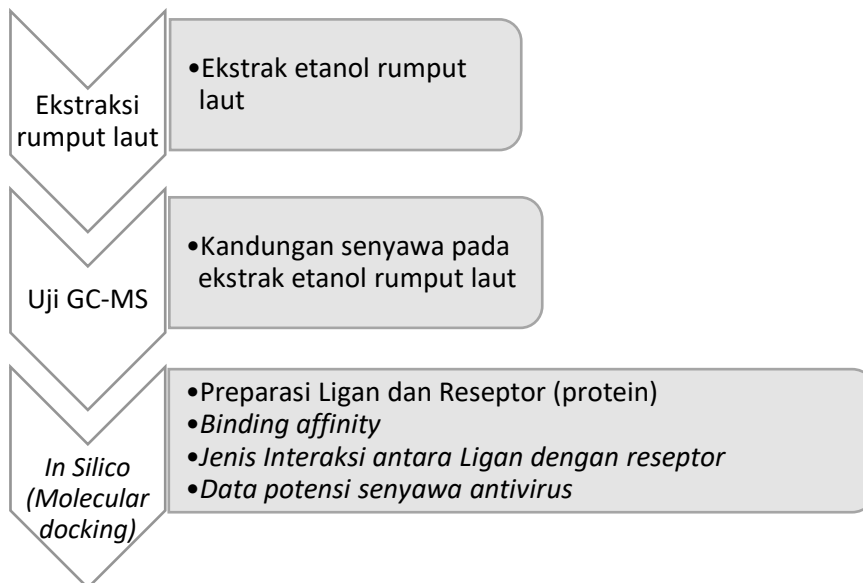 Ekstraksi
rumput laut
•Ekstrak etanol rumput
laut
Uji GC-MS
•Kandungan senyawa pada
ekstrak etanol rumput laut
In Silico
(Molecular
docking)
•Preparasi Ligan dan Reseptor (protein)
•Binding affinity
•Jenis Interaksi antara Ligan dengan reseptor
•Data potensi senyawa antivirus